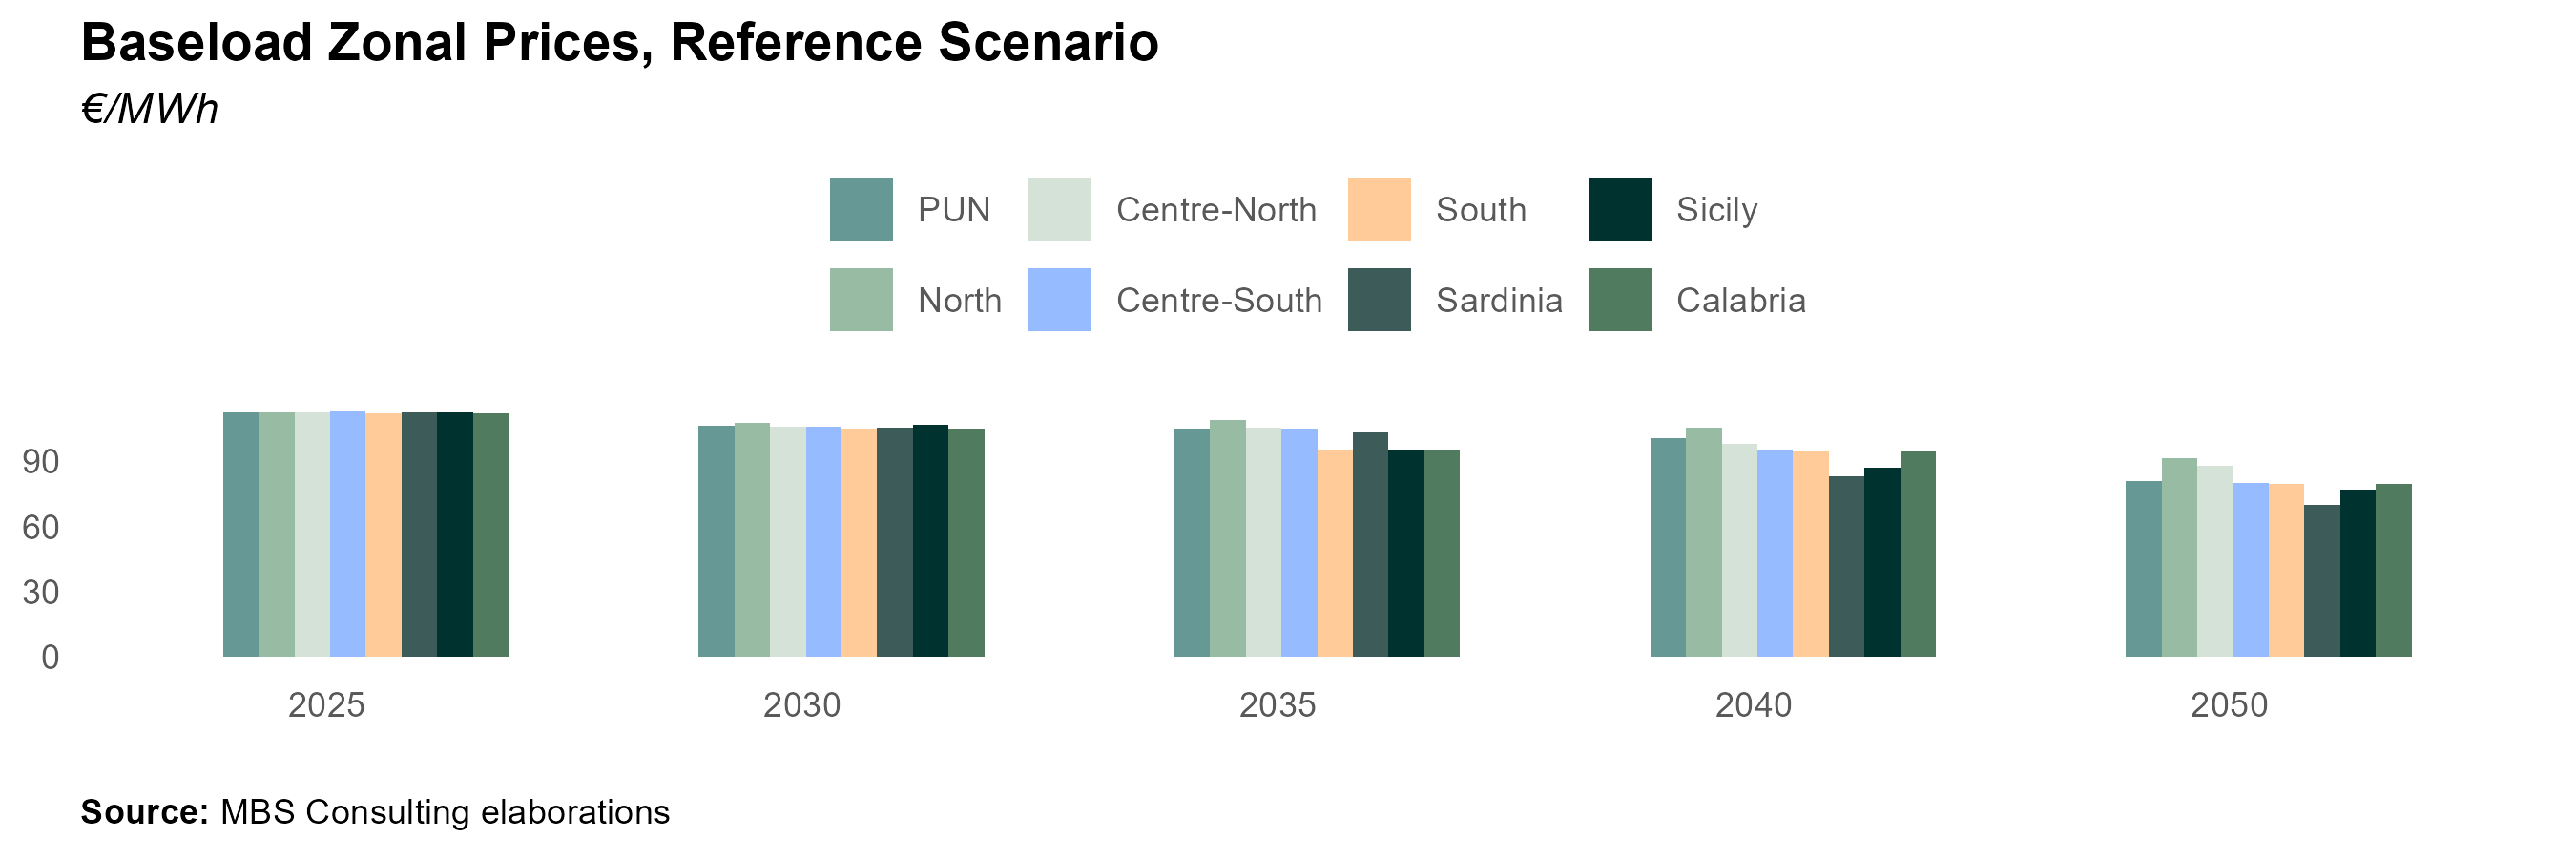 Baseload Zonal Prices, Reference Scenario
€/MWh
PUN
Centre-North
South
Sicily
North
Centre-South
Sardinia
Calabria
90
60
30
0
2025
2030
2035
2040
2050
Source: MBS Consulting elaborations